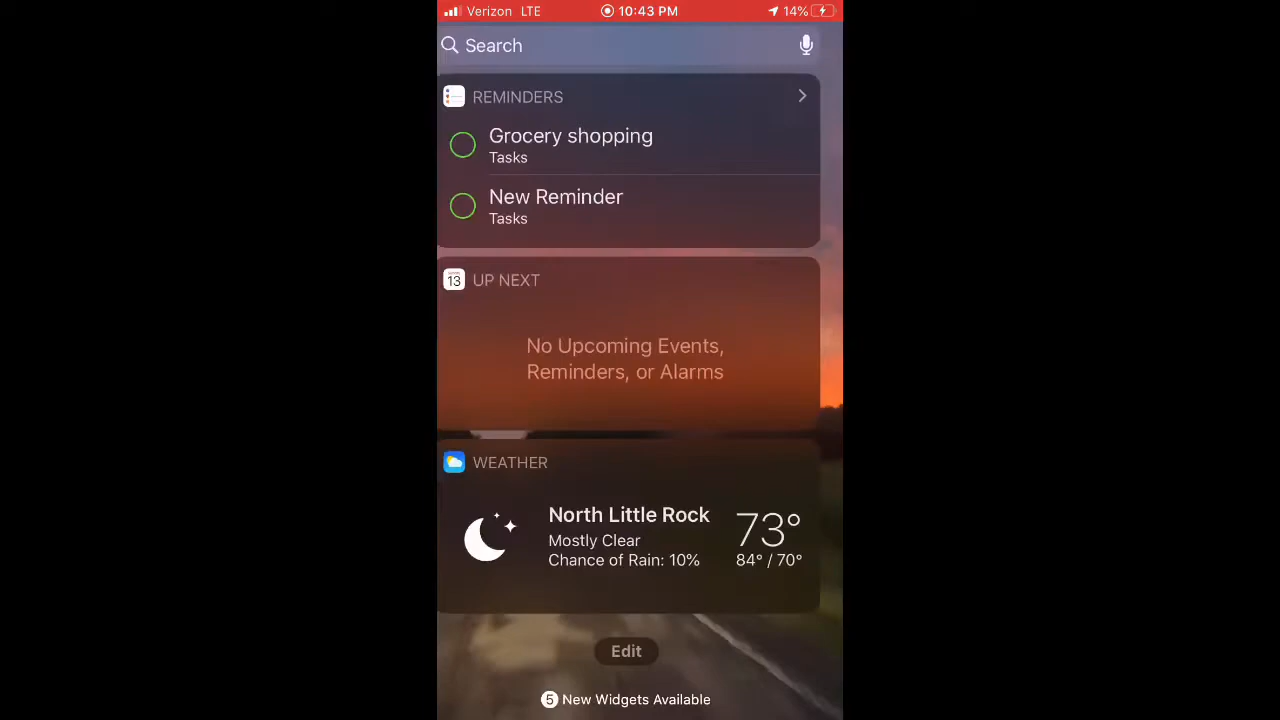 Verizon LTE 10:43 PM 14%
Search
REMINDERS
Grocery shopping
Tasks
New Reminder
Tasks
13 UP NEXT
No Upcoming Events,
Reminders, or Alarms
WEATHER
North Little Rock
Mostly Clear
Chance of Rain: 10%
73°
84° / 70°
Edit
5 New Widgets Available